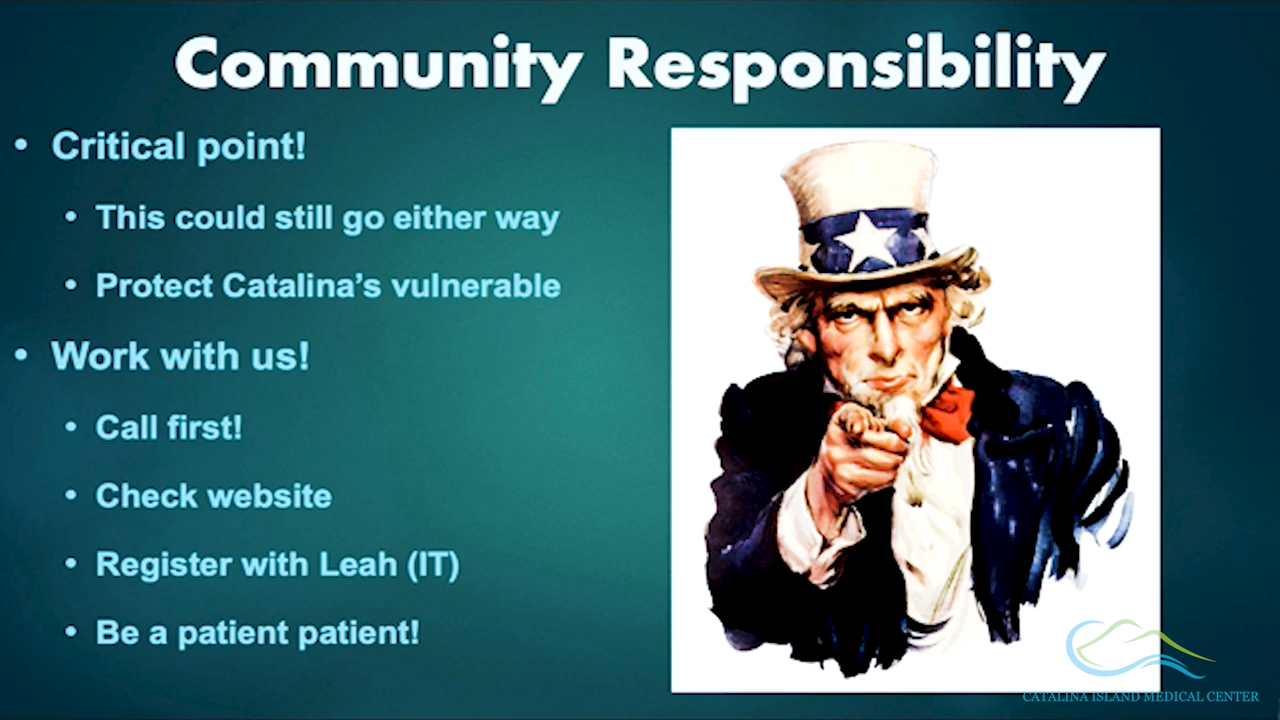 Community Responsibility
• Critical point!
• This could still go either way
• Protect Catalina’s vulnerable
• Work with us!
• Call first!
• Check website
• Register with Leah (IT)
• Be a patient patient!
CATALINA ISLAND MEDICAL CENTER